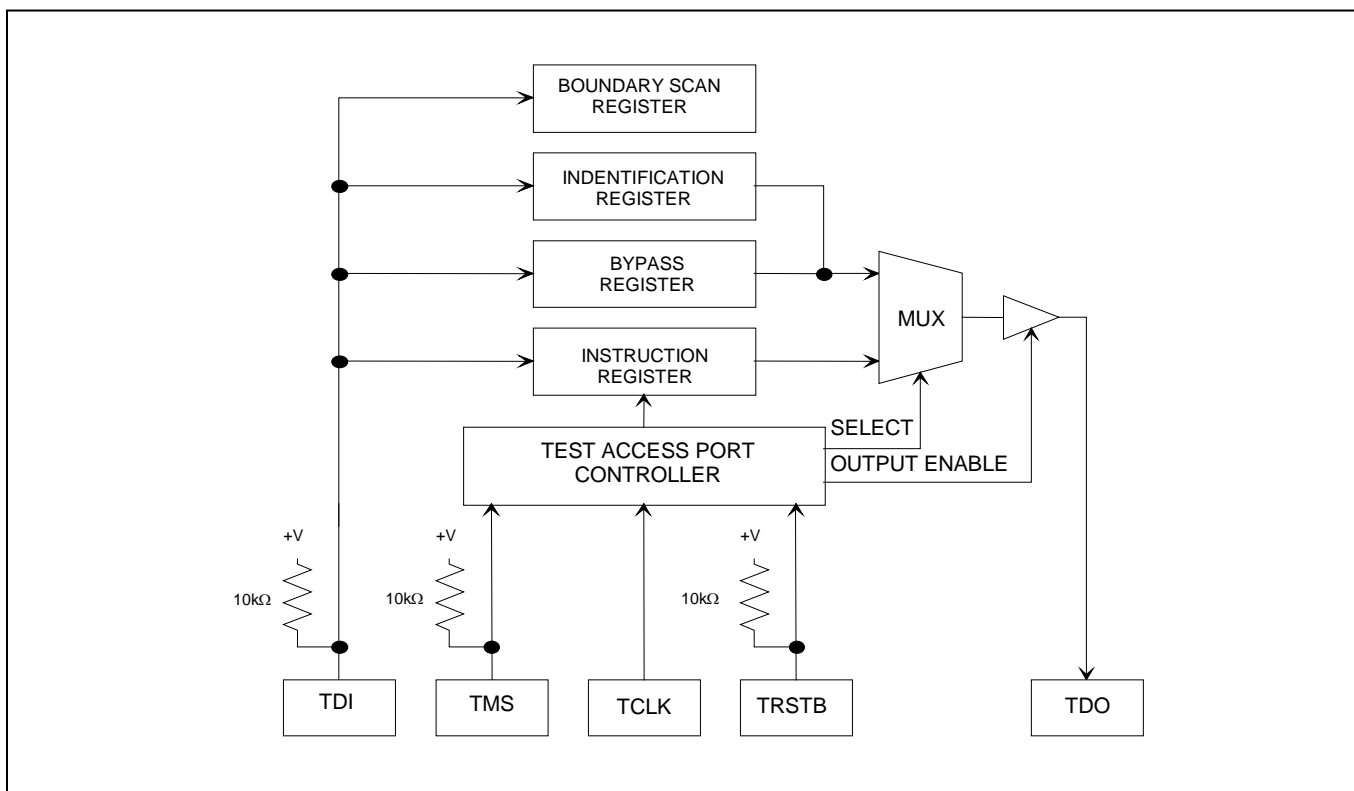 BOUNDARY SCAN
REGISTER
INDENTIFICATION
REGISTER
BYPASS
REGISTER
MUX
INSTRUCTION
REGISTER
SELECT
TEST ACCESS PORT
CONTROLLER
OUTPUT ENABLE
+V
+V
+V
10kΩ
10kΩ
10kΩ
TDI
TMS
TCLK
TRSTB
TDO